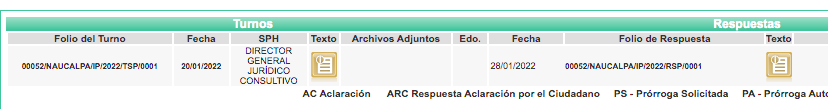 Turnos Respuestas
Folio del Turno Fecha SPH Texto Archivos Adjuntos Edo. Fecha Folio de Respuesta Texto
00052/NAUCALPA/IP/2022/TSP/0001 20/01/2022 DIRECTOR GENERAL JURÍDICO CONSULTIVO 28/01/2022 00052/NAUCALPA/IP/2022/RSP/0001
AC Aclaración ARC Respuesta Aclaración por el Ciudadano PS - Prórroga Solicitada PA - Prórroga Auto